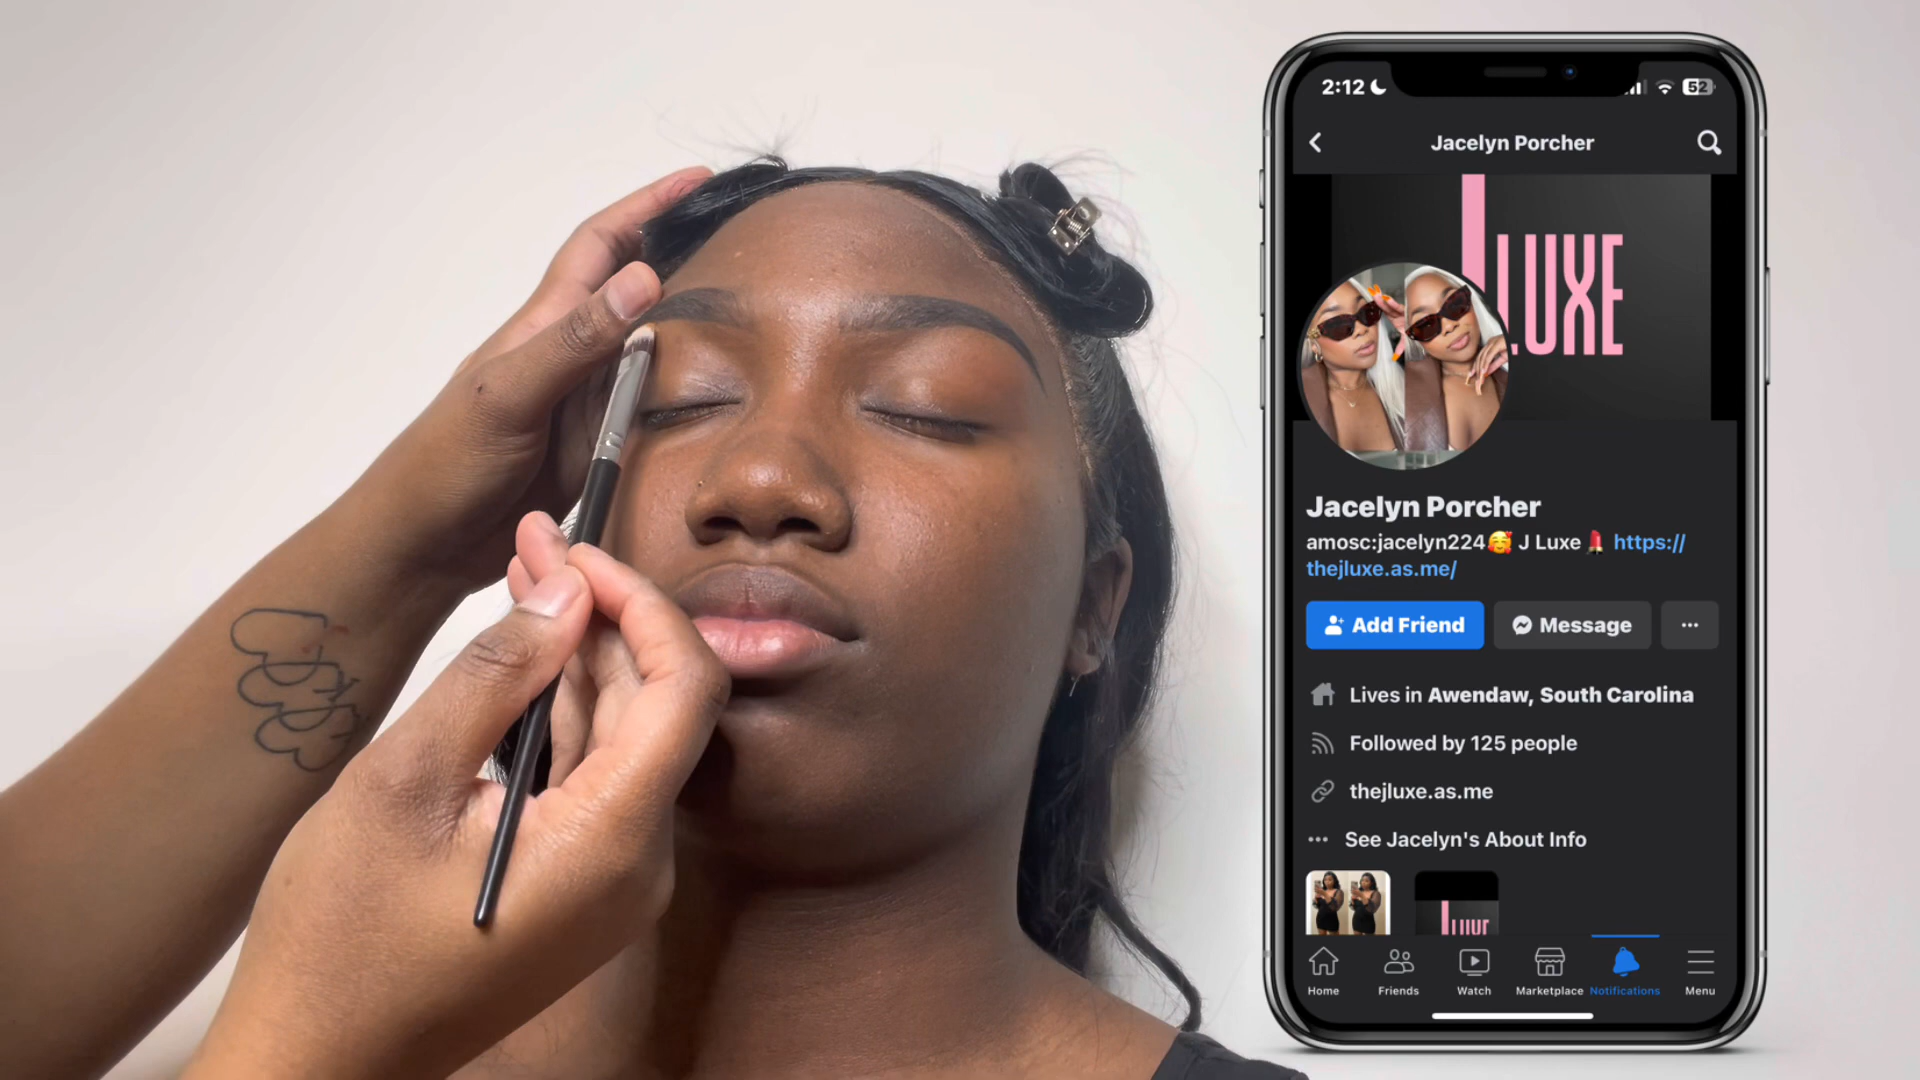 2:12
52
Jacelyn Porcher
LUXE
Jacelyn Porcher
amosc:jacelyn224🥰 J Luxe💄 https://
thejluxe.as.me/
Add Friend
Message
Lives in Awendaw, South Carolina
Followed by 125 people
thejluxe.as.me
See Jacelyn's About Info
Home
Friends
Watch
Marketplace
Notifications
Menu